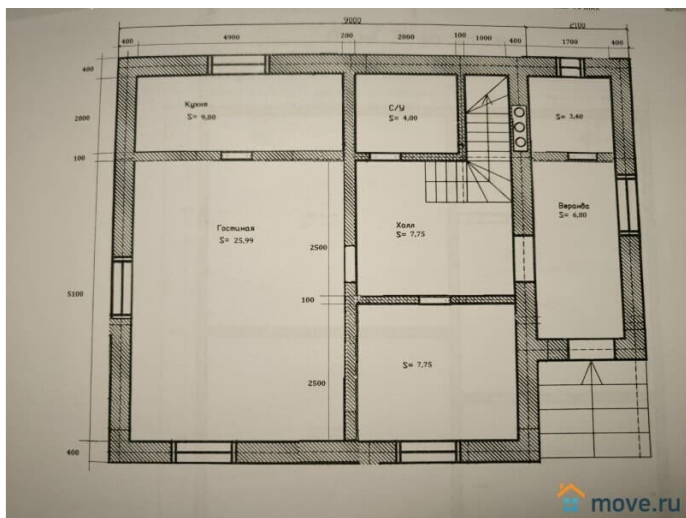 9000
2100
400
4900
200
2000
100
1000
400
1700
400
400
Кухня
S= 9,80
С/У
S= 4,00
S= 3,40
2000
100
Веранда
S= 6,80
Гостиная
S= 25,99
Холл
S= 7,75
2500
5100
100
S= 7,75
2500
400
move.ru